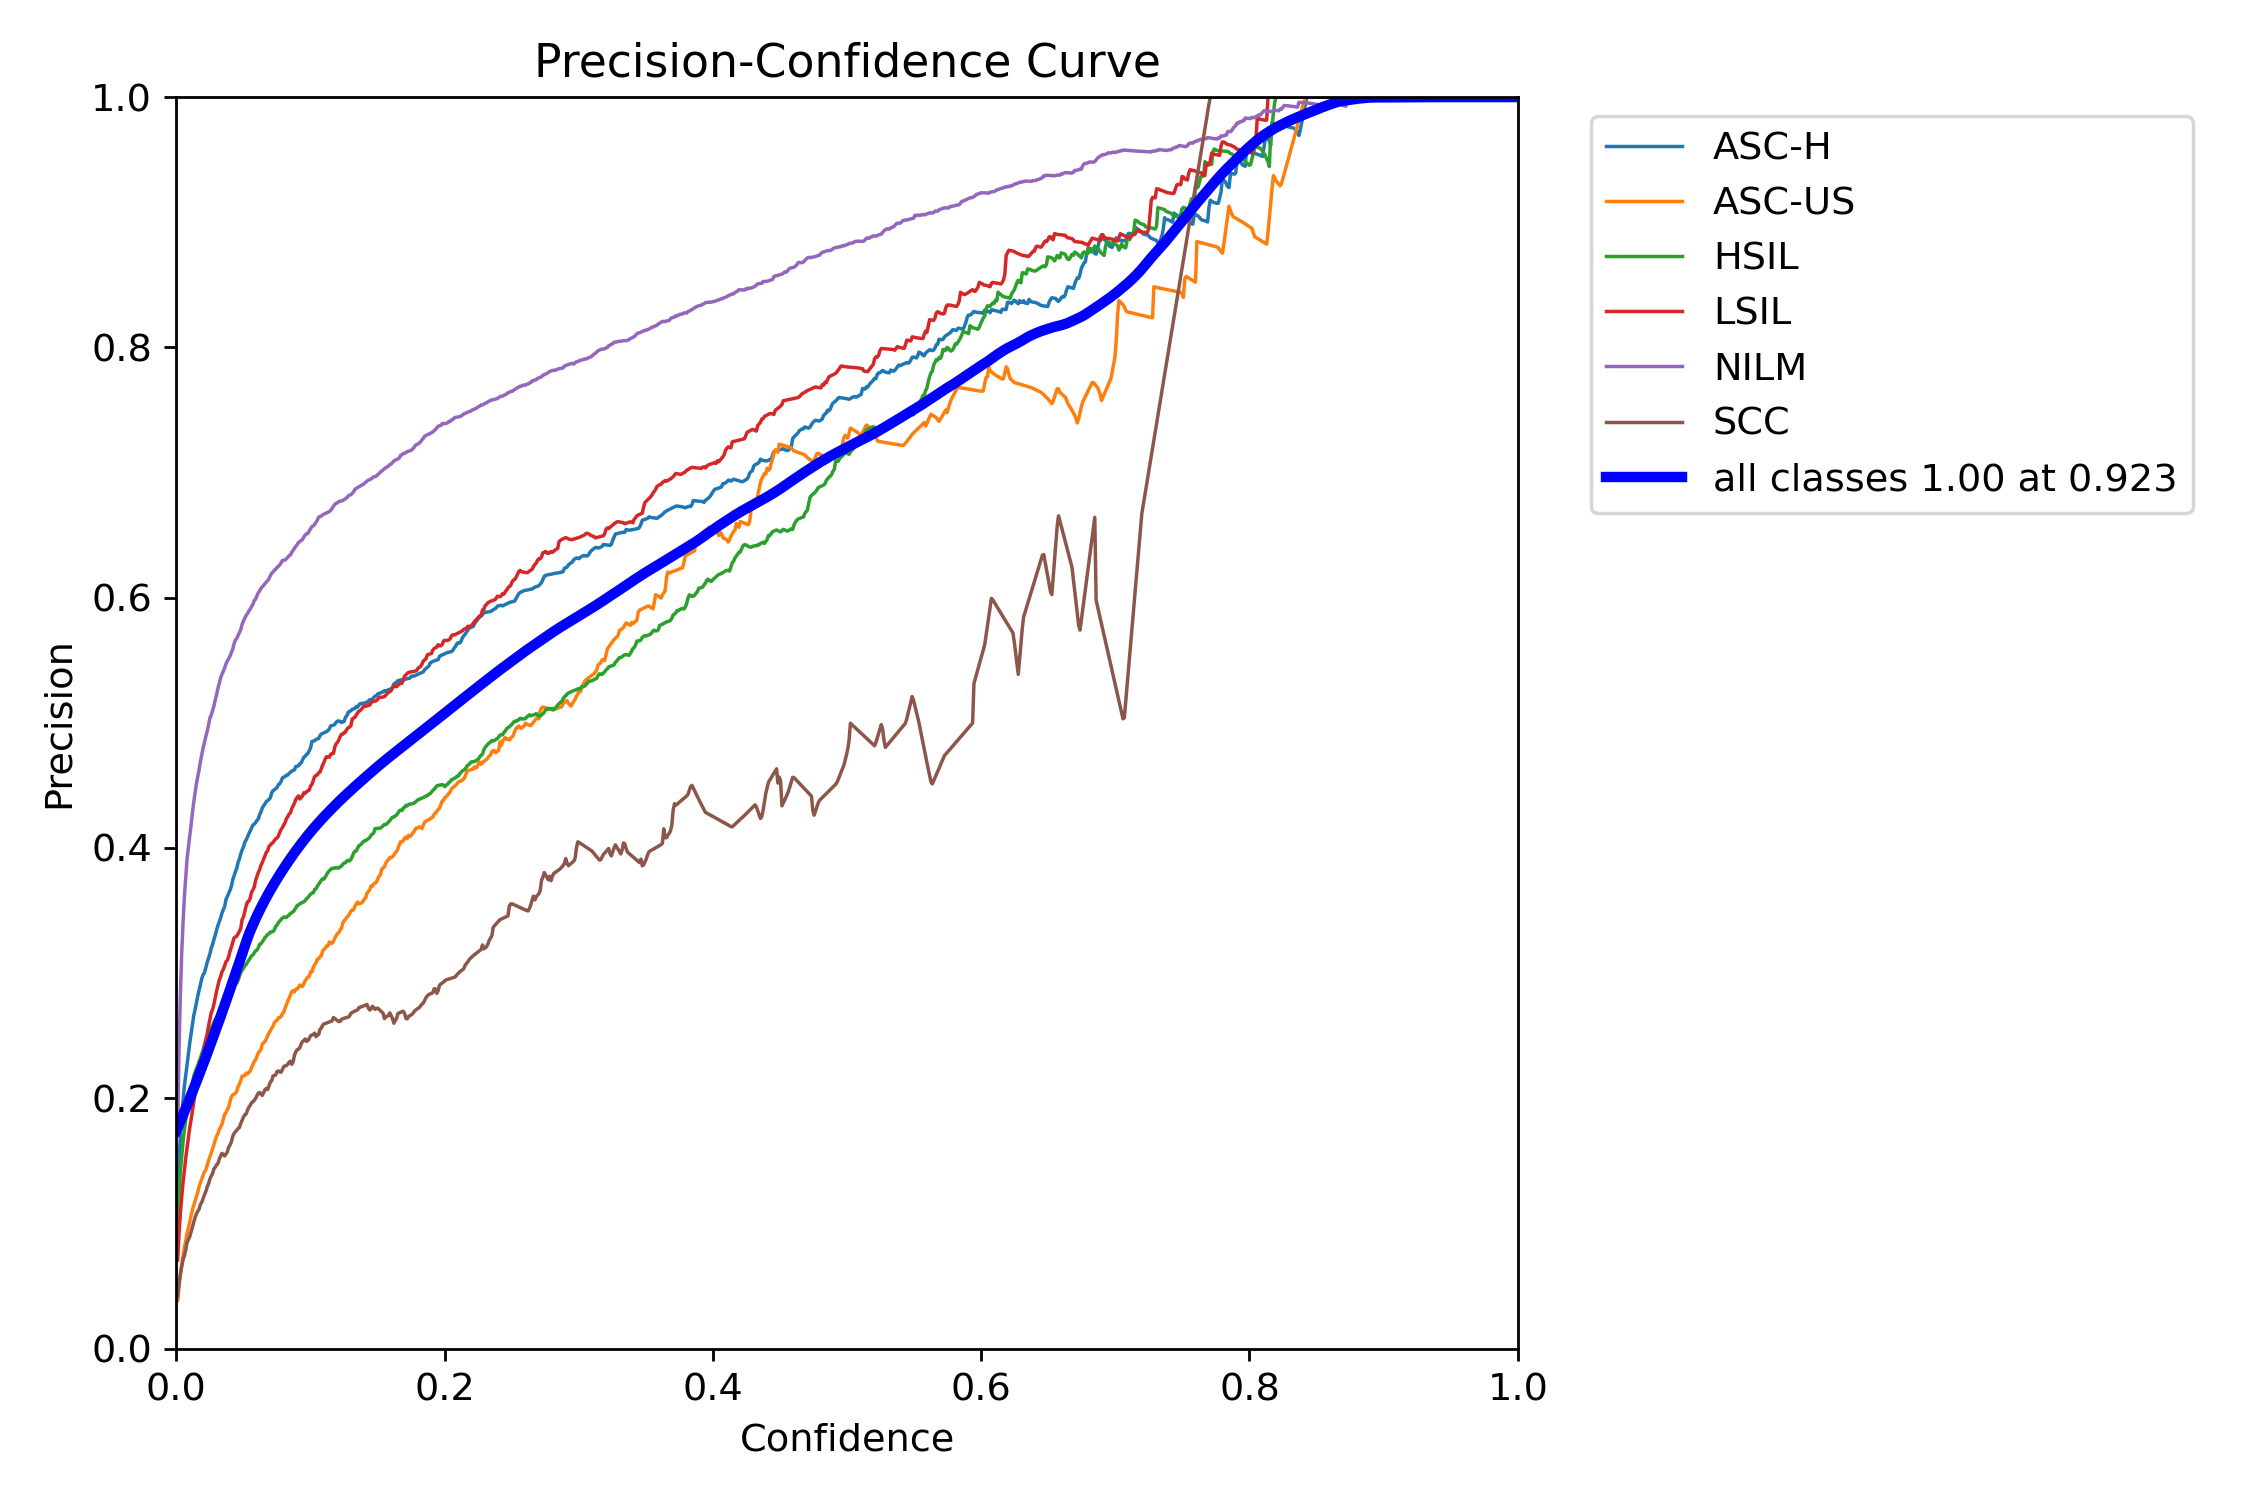 Precision-Confidence Curve
1.0
0.8
0.6
0.4
0.2
0.0
Precision
0.0 0.2 0.4 0.6 0.8 1.0
Confidence
ASC-H
ASC-US
HSIL
LSIL
NILM
SCC
all classes 1.00 at 0.923